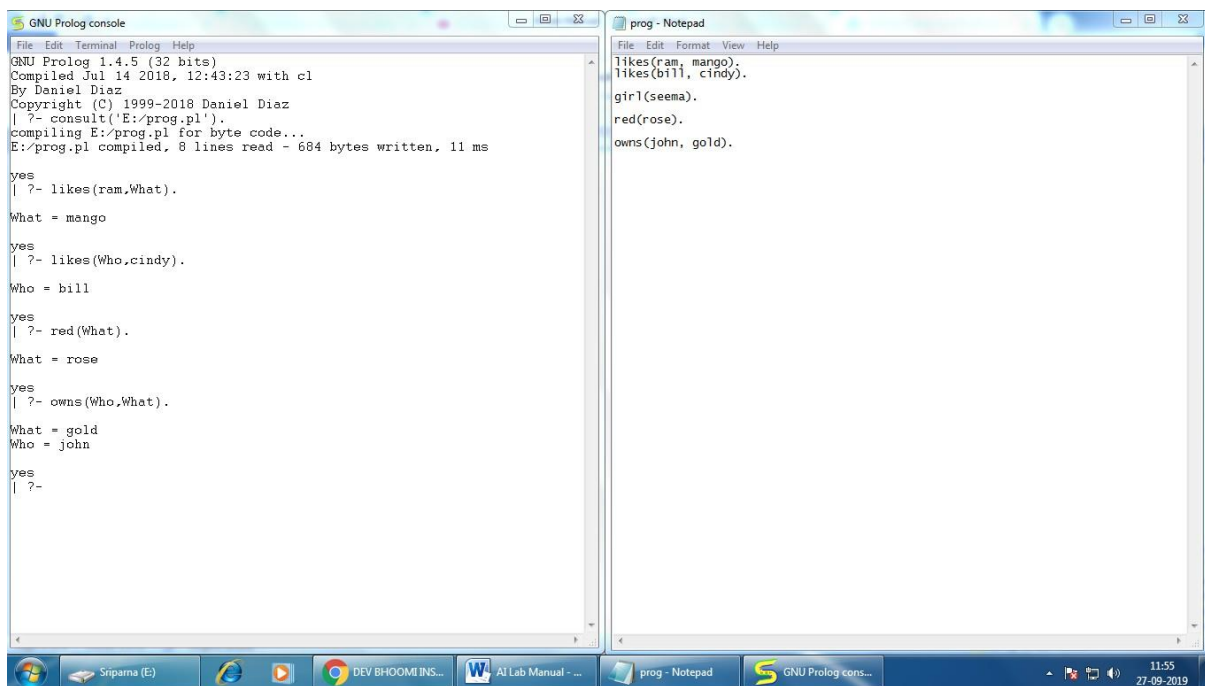 GNU Prolog console
File Edit Terminal Prolog Help
GNU Prolog 1.4.5 (32 bits)
Compiled Jul 14 2018, 12:43:23 with cl
By Daniel Diaz
Copyright (C) 1999-2018 Daniel Diaz
| ?- consult('E:/prog.pl').
compiling E:/prog.pl for byte code...
E:/prog.pl compiled, 8 lines read - 684 bytes written, 11 ms
yes
| ?- likes(ram,What).
What = mango
yes
| ?- likes(Who,cindy).
Who = bill
yes
| ?- red(What).
What = rose
yes
| ?- owns(Who,What).
What = gold
Who = john
yes
| ?-
prog - Notepad
File Edit Format View Help
likes(ram, mango).
likes(bill, cindy).
girl(seema).
red(rose).
owns(john, gold).
Sriparna (E:)
DEV BHOOMI INS...
AI Lab Manual - ...
prog - Notepad
GNU Prolog cons...
11:55
27-09-2019